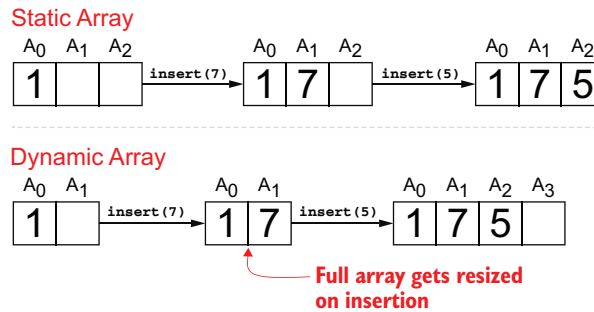 Static Array
A0 A1 A2 A0 A1 A2 A0 A1 A2
1 insert(7) 1 7 insert(5) 1 7 5
Dynamic Array
A0 A1 A0 A1 A0 A1 A2 A3
1 insert(7) 1 7 insert(5) 1 7 5
Full array gets resized
on insertion